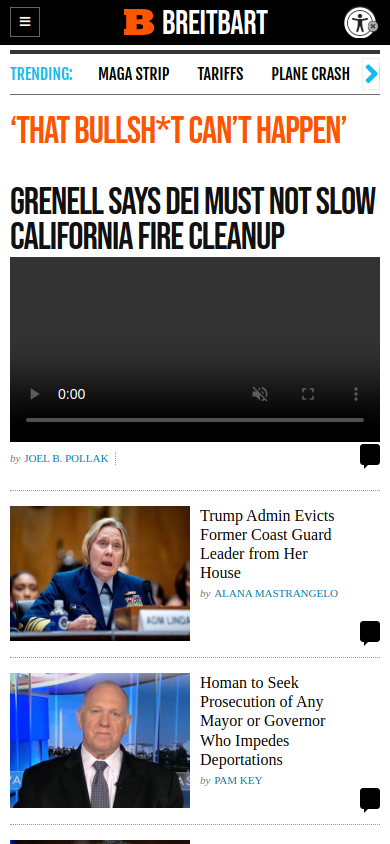 B BREITBART
TRENDING: MAGA STRIP TARIFFS PLANE CRASH
‘THAT BULLSH*T CAN’T HAPPEN’
GRENELL SAYS DEI MUST NOT SLOW
CALIFORNIA FIRE CLEANUP
0:00
by JOEL B. POLLAK
Trump Admin Evicts
Former Coast Guard
Leader from Her
House
by ALANA MASTRANGELO
ADM LINDA
Homan to Seek
Prosecution of Any
Mayor or Governor
Who Impedes
Deportations
by PAM KEY